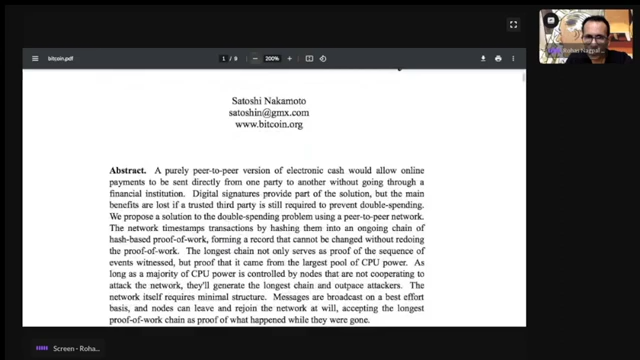 bitcoin.pdf
1 / 9
200%
Rohat Nagpal
Satoshi Nakamoto
satoshin@gmx.com
www.bitcoin.org
Abstract. A purely peer-to-peer version of electronic cash would allow online
payments to be sent directly from one party to another without going through a
financial institution. Digital signatures provide part of the solution, but the main
benefits are lost if a trusted third party is still required to prevent double-spending.
We propose a solution to the double-spending problem using a peer-to-peer network.
The network timestamps transactions by hashing them into an ongoing chain of
hash-based proof-of-work, forming a record that cannot be changed without redoing
the proof-of-work. The longest chain not only serves as proof of the sequence of
events witnessed, but proof that it came from the largest pool of CPU power. As
long as a majority of CPU power is controlled by nodes that are not cooperating to
attack the network, they'll generate the longest chain and outpace attackers. The
network itself requires minimal structure. Messages are broadcast on a best effort
basis, and nodes can leave and rejoin the network at will, accepting the longest
proof-of-work chain as proof of what happened while they were gone.
Screen - Roha...